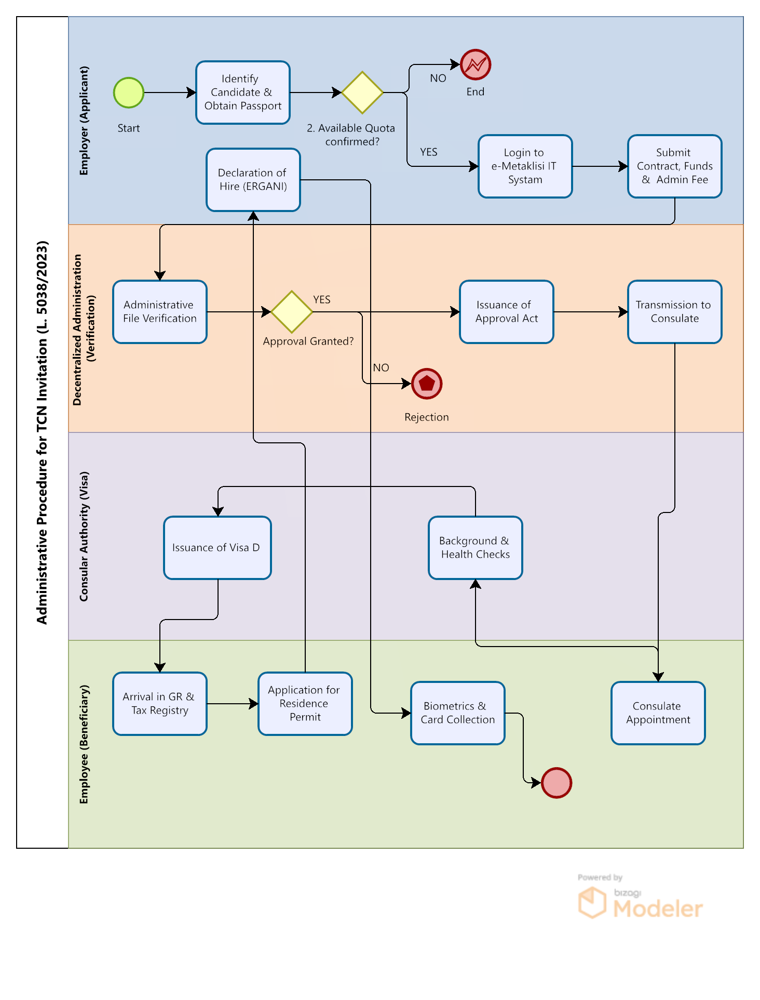 Administrative Procedure for TCN Invitation (L. 5038/2023)
Employer (Applicant)
Start
Identify
Candidate &
Obtain Passport
2. Available Quota
confirmed?
NO
End
YES
Login to
e-Metaklisi IT
Systam
Submit
Contract, Funds
& Admin Fee
Declaration of
Hire (ERGANI)
Decentralized Administration
(Verification)
Administrative
File Verification
YES
Approval Granted?
NO
Rejection
Issuance of
Approval Act
Transmission to
Consulate
Consular Authority (Visa)
Issuance of Visa D
Background &
Health Checks
Employee (Beneficiary)
Arrival in GR &
Tax Registry
Application for
Residence
Permit
Biometrics &
Card Collection
Consulate
Appointment
Powered by
bizagi
Modeler